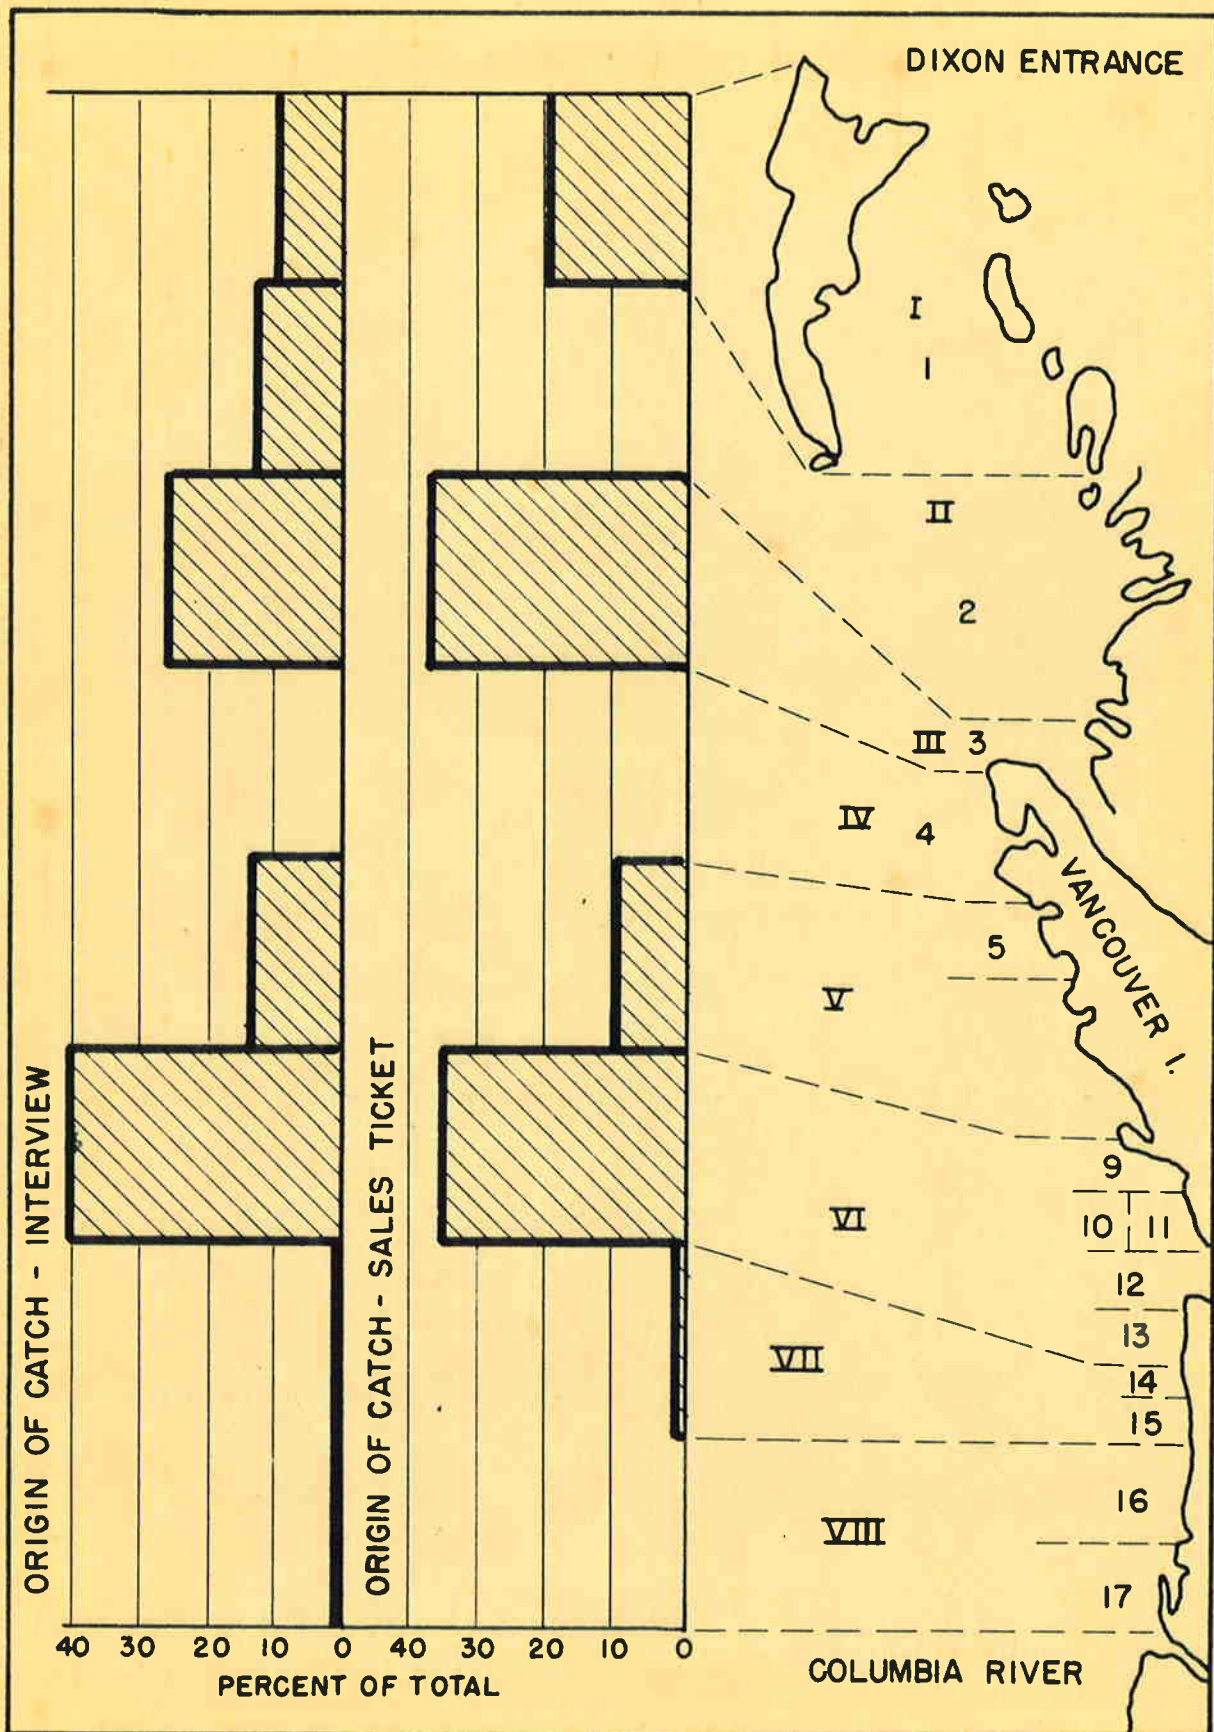 DIXON ENTRANCE
I
1
II
2
III 3
IV 4
VANCOUVER I.
5
V
9
VI
10 11
12
13
VII
14
15
16
VIII
17
ORIGIN OF CATCH - INTERVIEW
ORIGIN OF CATCH - SALES TICKET
40 30 20 10 0 40 30 20 10 0
PERCENT OF TOTAL
COLUMBIA RIVER